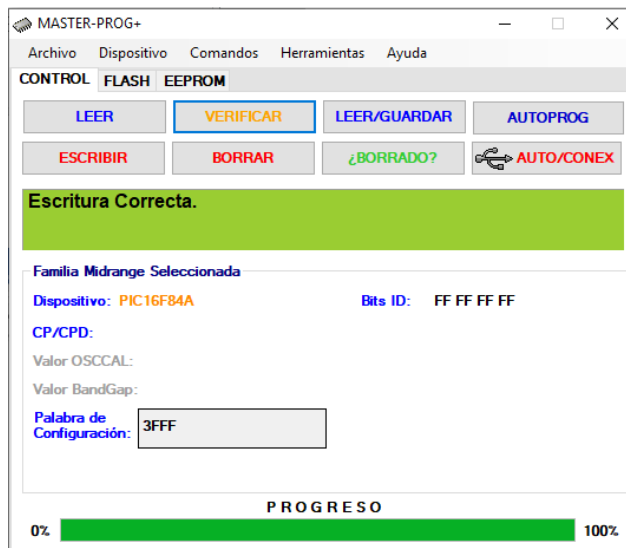 MASTER-PROG+
Archivo Dispositivo Comandos Herramientas Ayuda
CONTROL FLASH EEPROM
LEER VERIFICAR LEER/GUARDAR AUTOPROG
ESCRIBIR BORRAR ¿BORRADO? AUTO/CONEX
Escritura Correcta.
Familia Midrange Seleccionada
Dispositivo: PIC16F84A Bits ID: FF FF FF FF
CP/CPD:
Valor OSCCAL:
Valor BandGap:
Palabra de
Configuración: 3FFF
PROGRESO
0% 100%